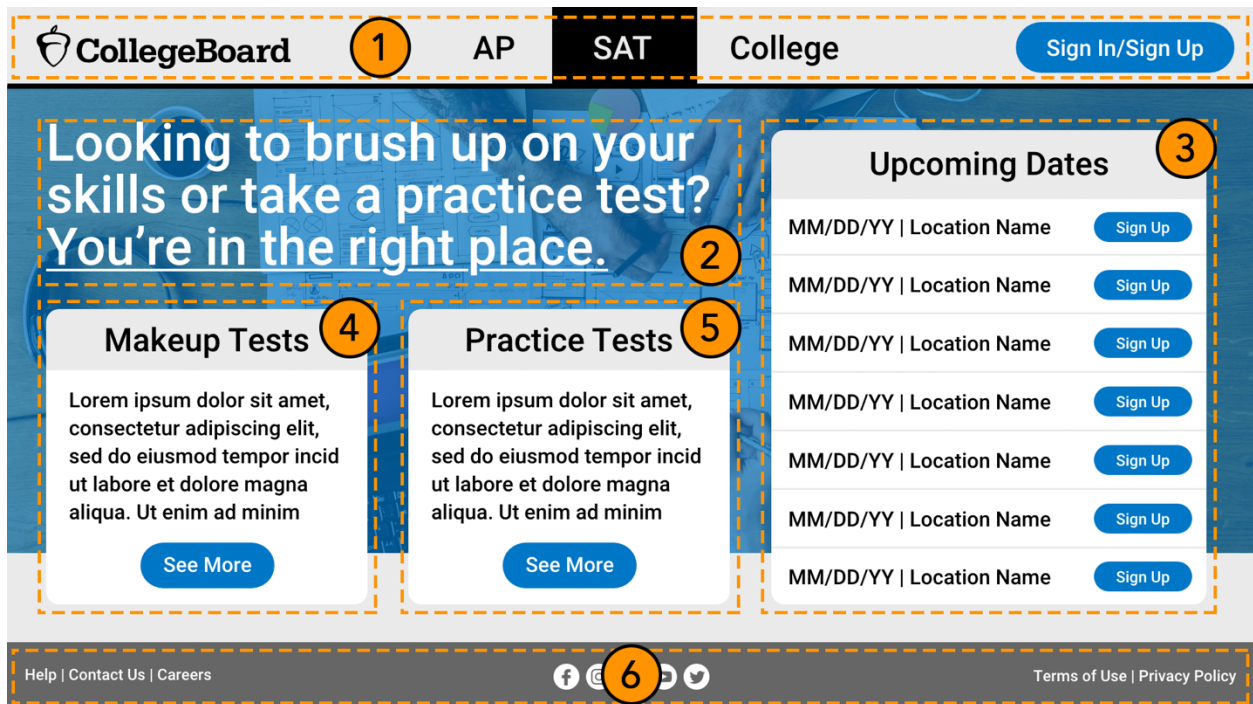 CollegeBoard
1
AP
SAT
College
Sign In/Sign Up
Looking to brush up on your
skills or take a practice test?
You're in the right place.
2
Upcoming Dates
3
MM/DD/YY | Location Name
Sign Up
MM/DD/YY | Location Name
Sign Up
MM/DD/YY | Location Name
Sign Up
MM/DD/YY | Location Name
Sign Up
MM/DD/YY | Location Name
Sign Up
MM/DD/YY | Location Name
Sign Up
MM/DD/YY | Location Name
Sign Up
Makeup Tests
4
Lorem ipsum dolor sit amet,
consectetur adipiscing elit,
sed do eiusmod tempor incid
ut labore et dolore magna
aliqua. Ut enim ad minim
See More
Practice Tests
5
Lorem ipsum dolor sit amet,
consectetur adipiscing elit,
sed do eiusmod tempor incid
ut labore et dolore magna
aliqua. Ut enim ad minim
See More
Help | Contact Us | Careers
6
Terms of Use | Privacy Policy